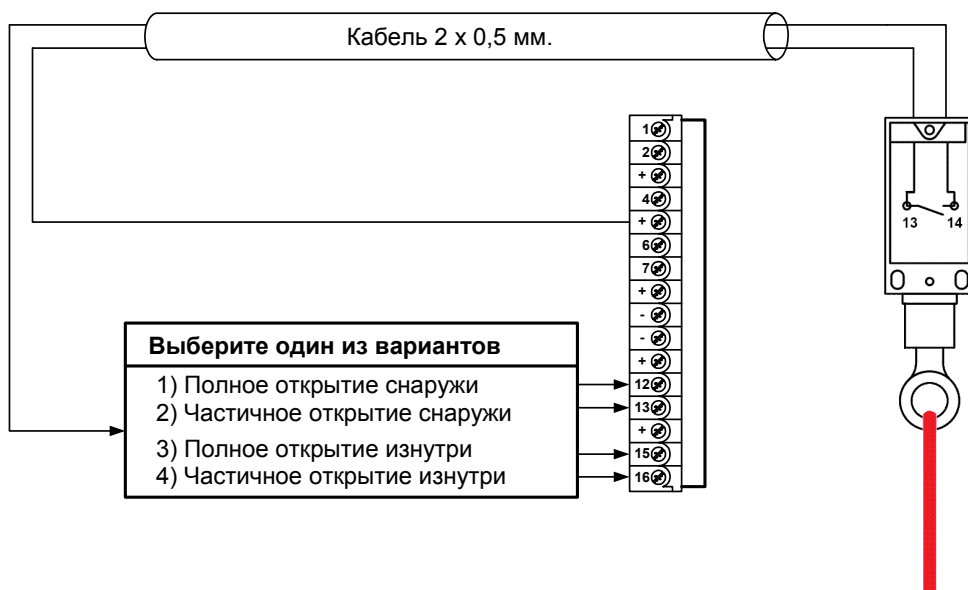 Кабель 2 х 0,5 мм.
1
2
+
4
+
6
7
+
-
-
+
12
13
+
15
16
13 14
Выберите один из вариантов
1) Полное открытие снаружи
2) Частичное открытие снаружи
3) Полное открытие изнутри
4) Частичное открытие изнутри